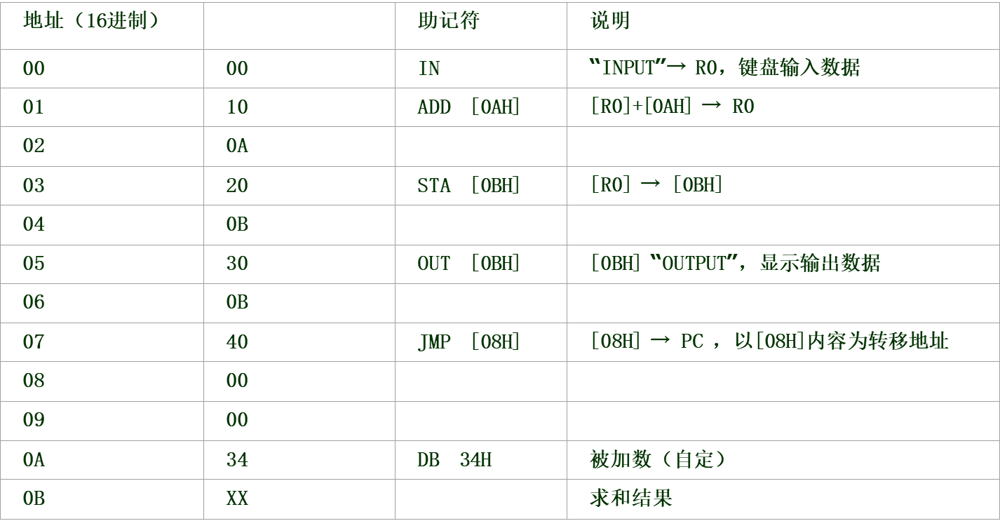 地址（16进制） 助记符 说明
00 00 IN “INPUT”→ R0，键盘输入数据
01 10 ADD [0AH] [R0]+[0AH] → R0
02 0A
03 20 STA [0BH] [R0] → [0BH]
04 0B
05 30 OUT [0BH] [0BH] “OUTPUT”，显示输出数据
06 0B
07 40 JMP [08H] [08H] → PC ，以[08H]内容为转移地址
08 00
09 00
0A 34 DB 34H 被加数（自定）
0B XX 求和结果